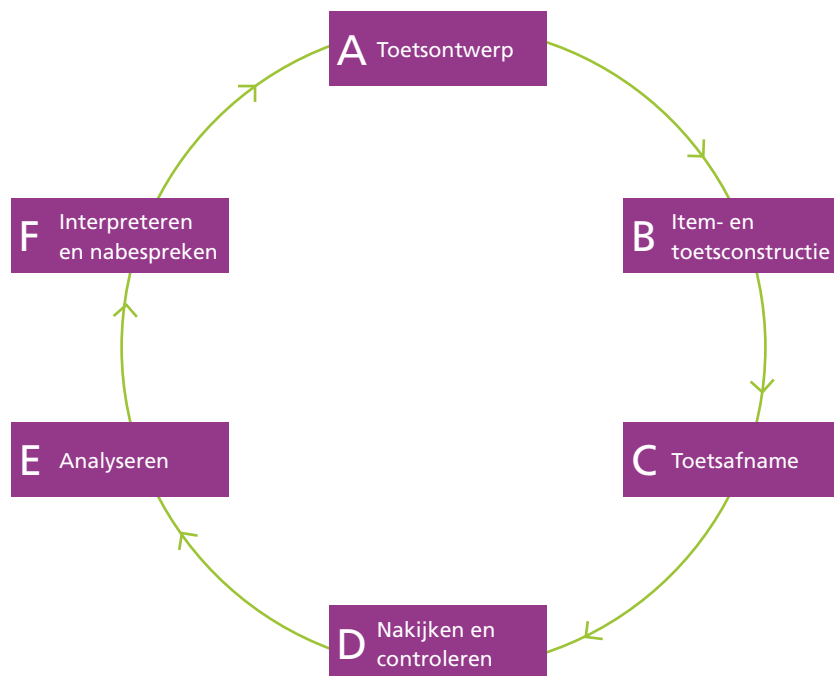 A Toetsontwerp
B Item- en
toetsconstructie
C Toetsafname
D Nakijken en
controleren
E Analyseren
F Interpreteren
en nabespreken